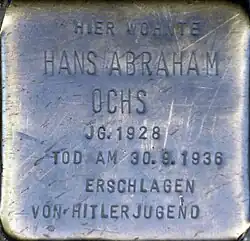 HIER WOHNTE
HANS ABRAHAM
OCHS
JG. 1928
TOD AM 30.9.1936
ERSCHLAGEN
VON HITLERJUGEND